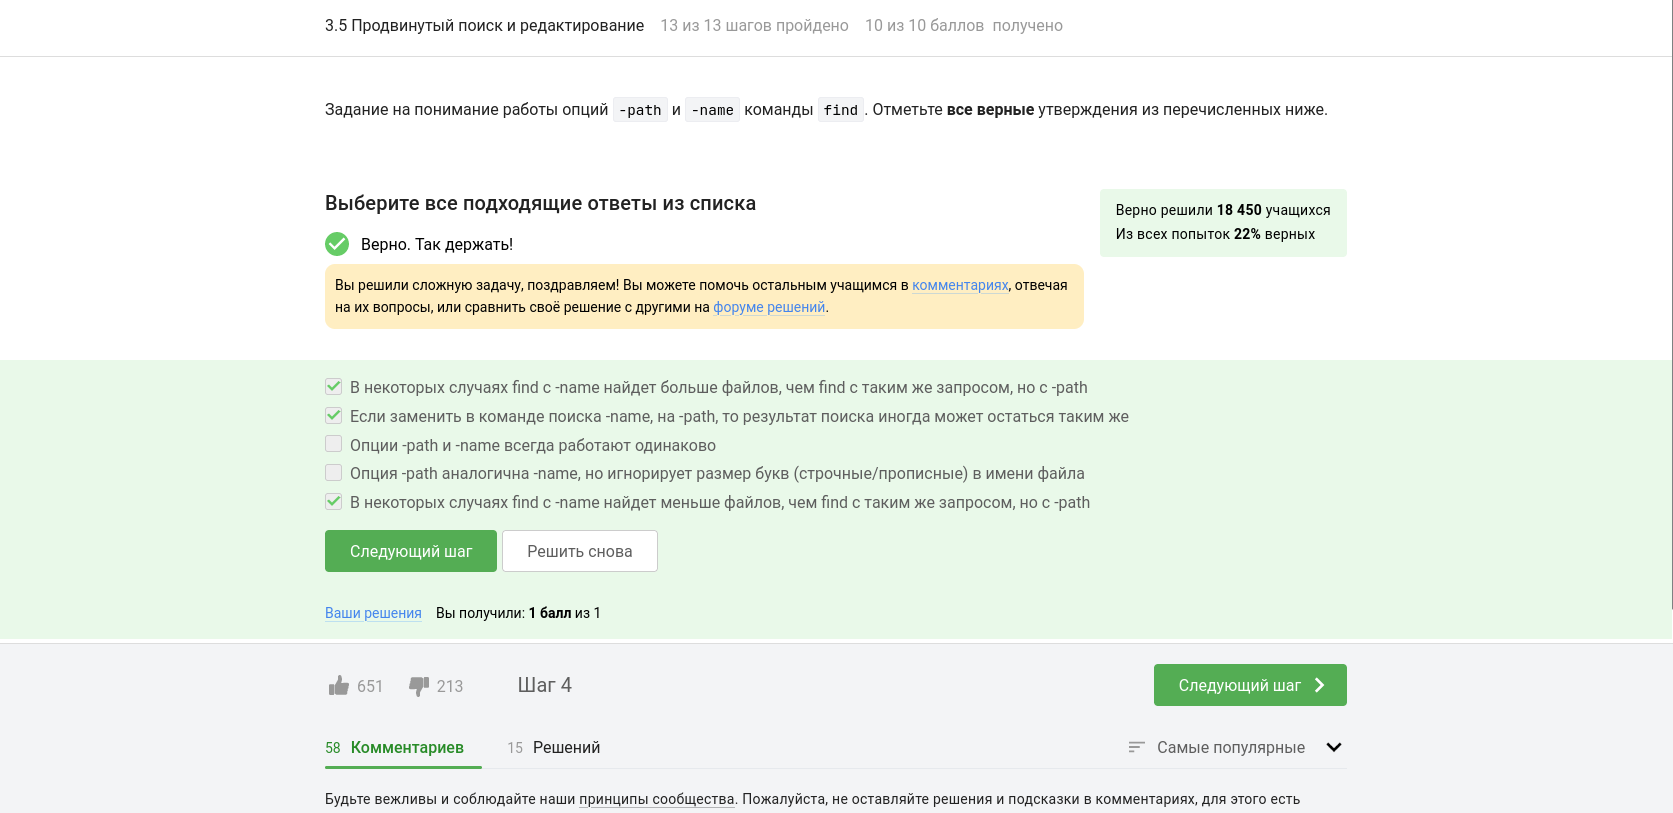 3.5 Продвинутый поиск и редактирование 13 из 13 шагов пройдено 10 из 10 баллов получено
Задание на понимание работы опций -path и -name команды find. Отметьте все верные утверждения из перечисленных ниже.
Выберите все подходящие ответы из списка
Верно решили 18 450 учащихся
Из всех попыток 22% верных
Верно. Так держать!
Вы решили сложную задачу, поздравляем! Вы можете помочь остальным учащимся в комментариях, отвечая
на их вопросы, или сравнить своё решение с другими на форуме решений.
В некоторых случаях find с -name найдет больше файлов, чем find с таким же запросом, но с -path
Если заменить в команде поиска -name, на -path, то результат поиска иногда может остаться таким же
Опции -path и -name всегда работают одинаково
Опция -path аналогична -name, но игнорирует размер букв (строчные/прописные) в имени файла
В некоторых случаях find с -name найдет меньше файлов, чем find с таким же запросом, но с -path
Следующий шаг Решить снова
Ваши решения Вы получили: 1 балл из 1
651 213 Шаг 4 Следующий шаг
58 Комментариев 15 Решений Самые популярные
Будьте вежливы и соблюдайте наши принципы сообщества. Пожалуйста, не оставляйте решения и подсказки в комментариях, для этого есть